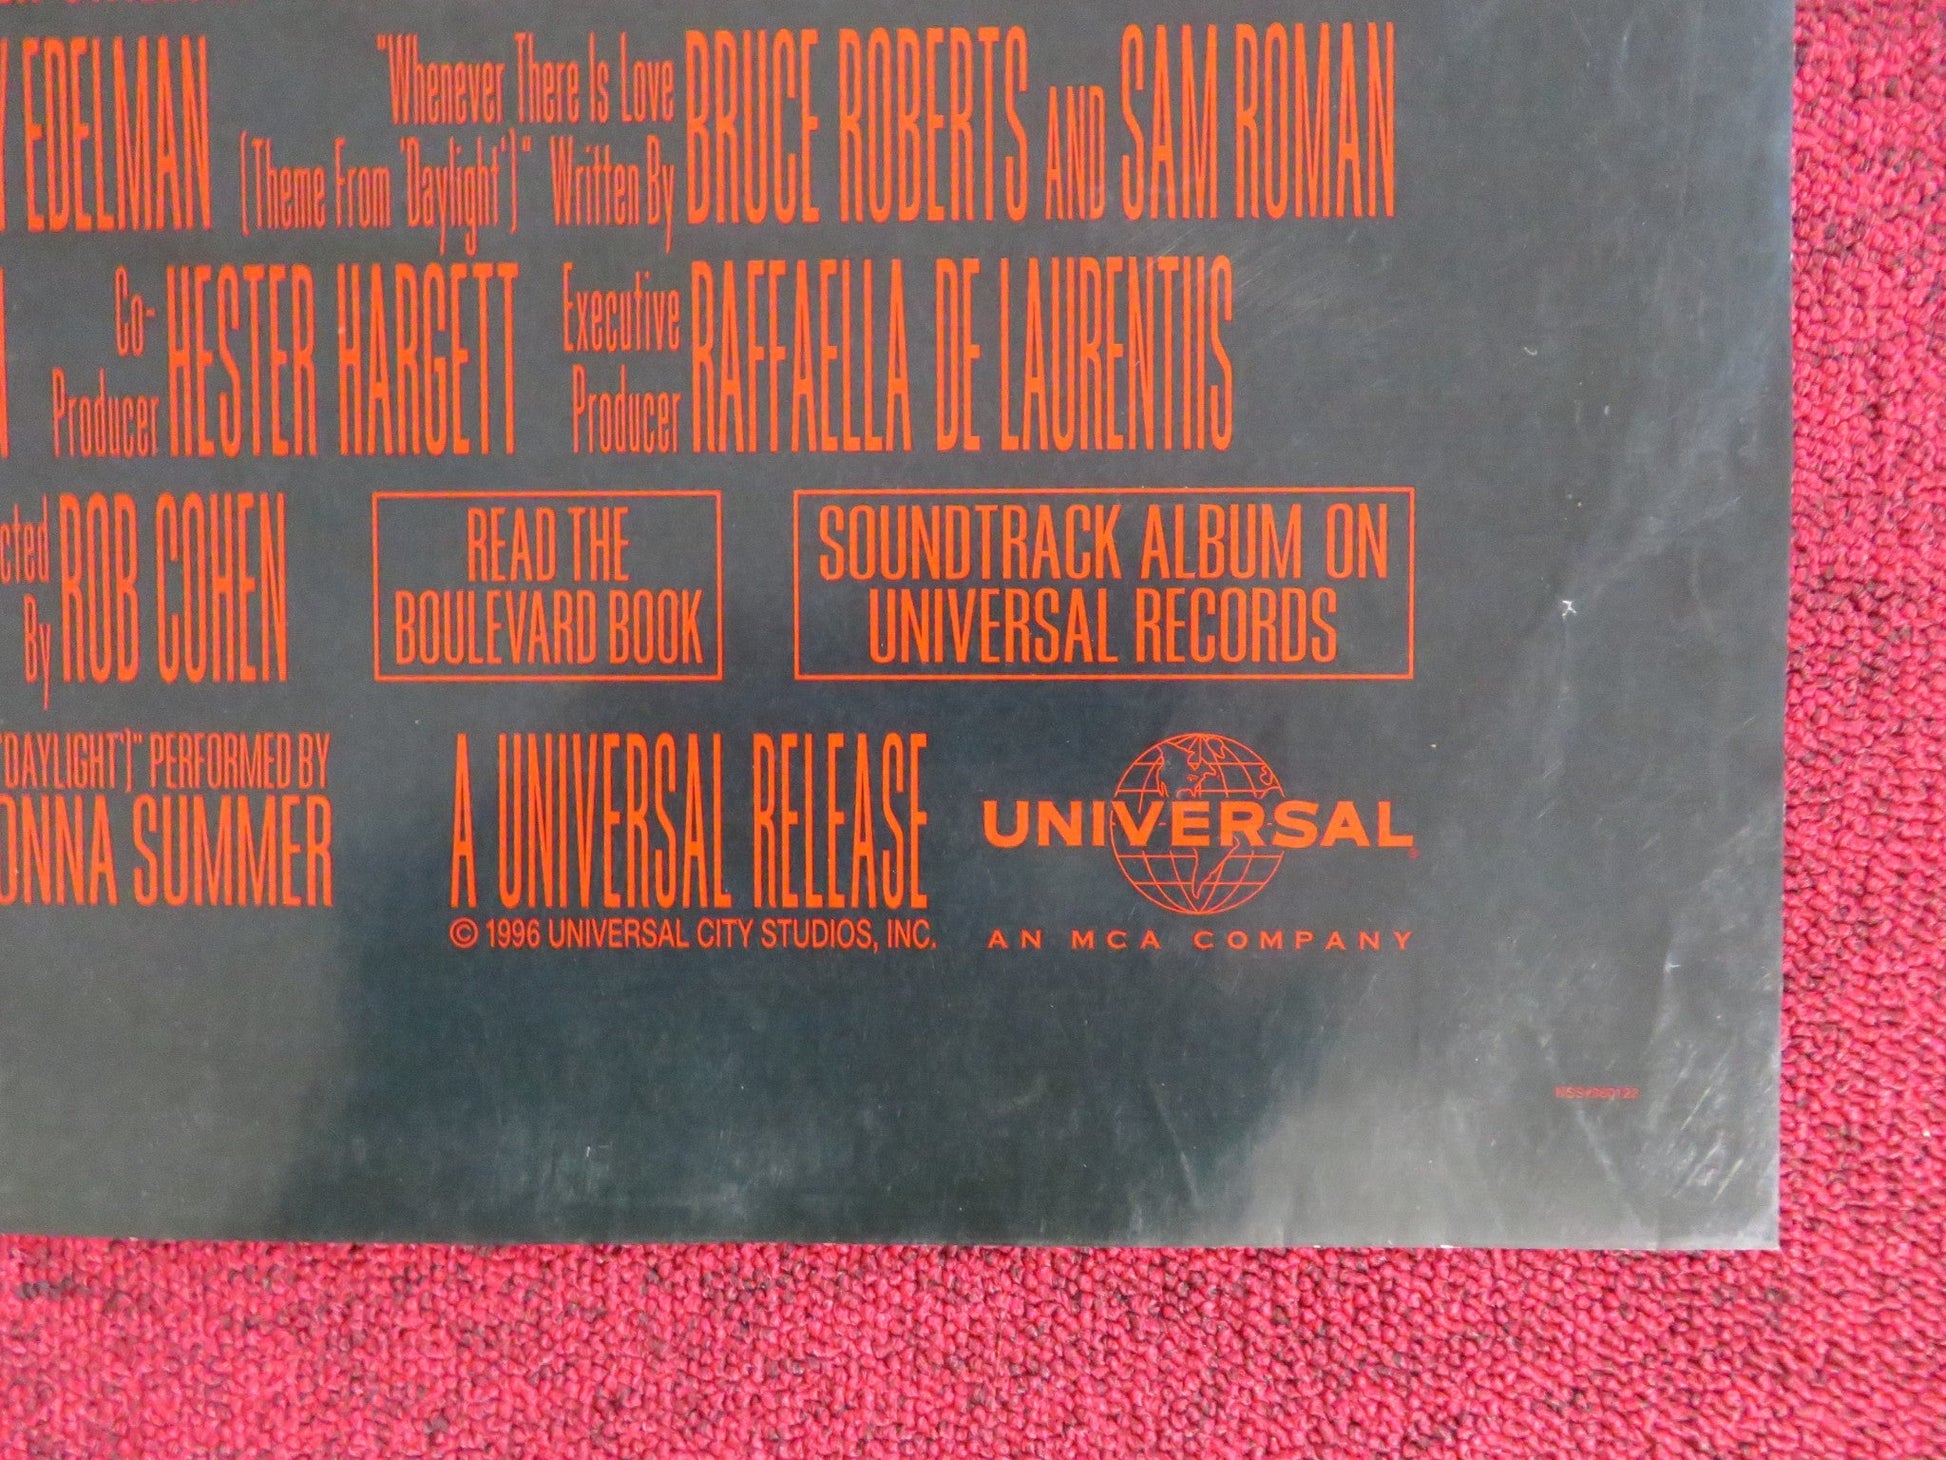 EDELMAN "Whenever There Is Love (Theme From 'Daylight')" Written By BRUCE ROBERTS AND SAM ROMAN
Co-Producer HESTER HARGETT Executive Producer RAFFAELLA DE LAURENTIIS
By ROB COHEN
READ THE
BOULEVARD BOOK
SOUNDTRACK ALBUM ON
UNIVERSAL RECORDS
'DAYLIGHT')" PERFORMED BY
SUMMER
A UNIVERSAL RELEASE
© 1996 UNIVERSAL CITY STUDIOS, INC.
UNIVERSAL
AN MCA COMPANY